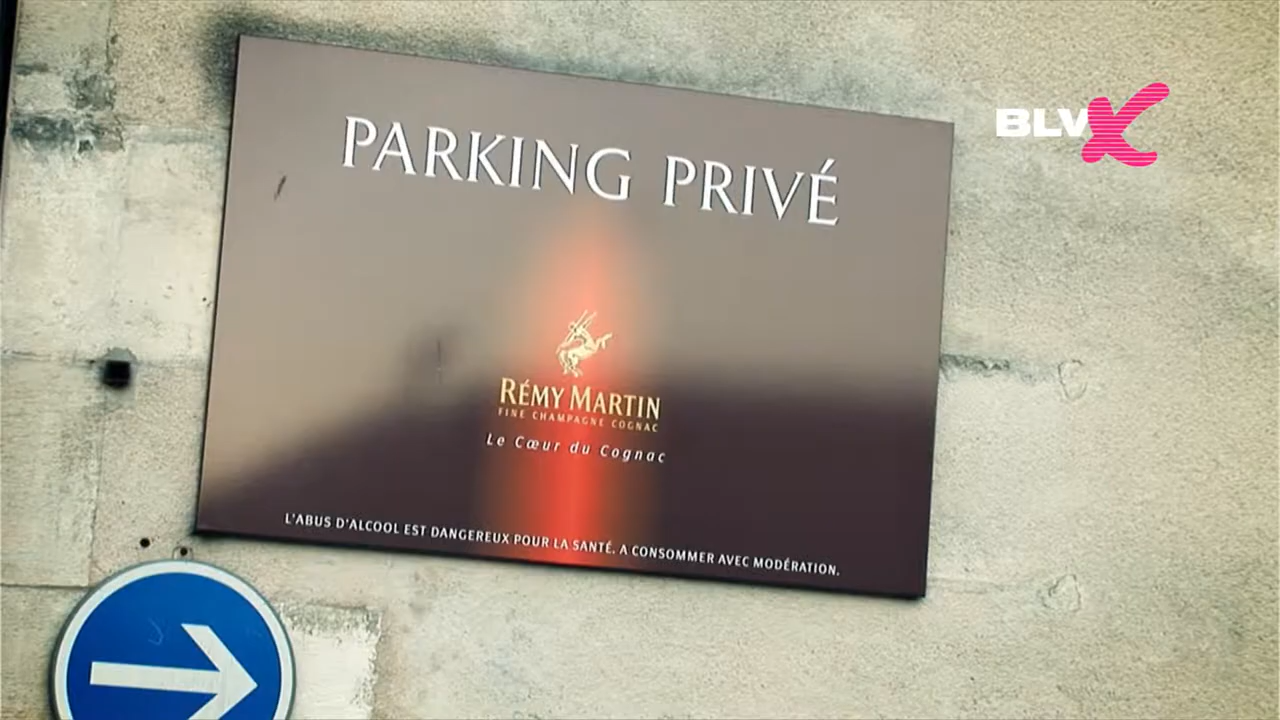 PARKING PRIVÉ
BLVK
RÉMY MARTIN
FINE CHAMPAGNE COGNAC
Le Cœur du Cognac
L'ABUS D'ALCOOL EST DANGEREUX POUR LA SANTÉ. A CONSOMMER AVEC MODÉRATION.